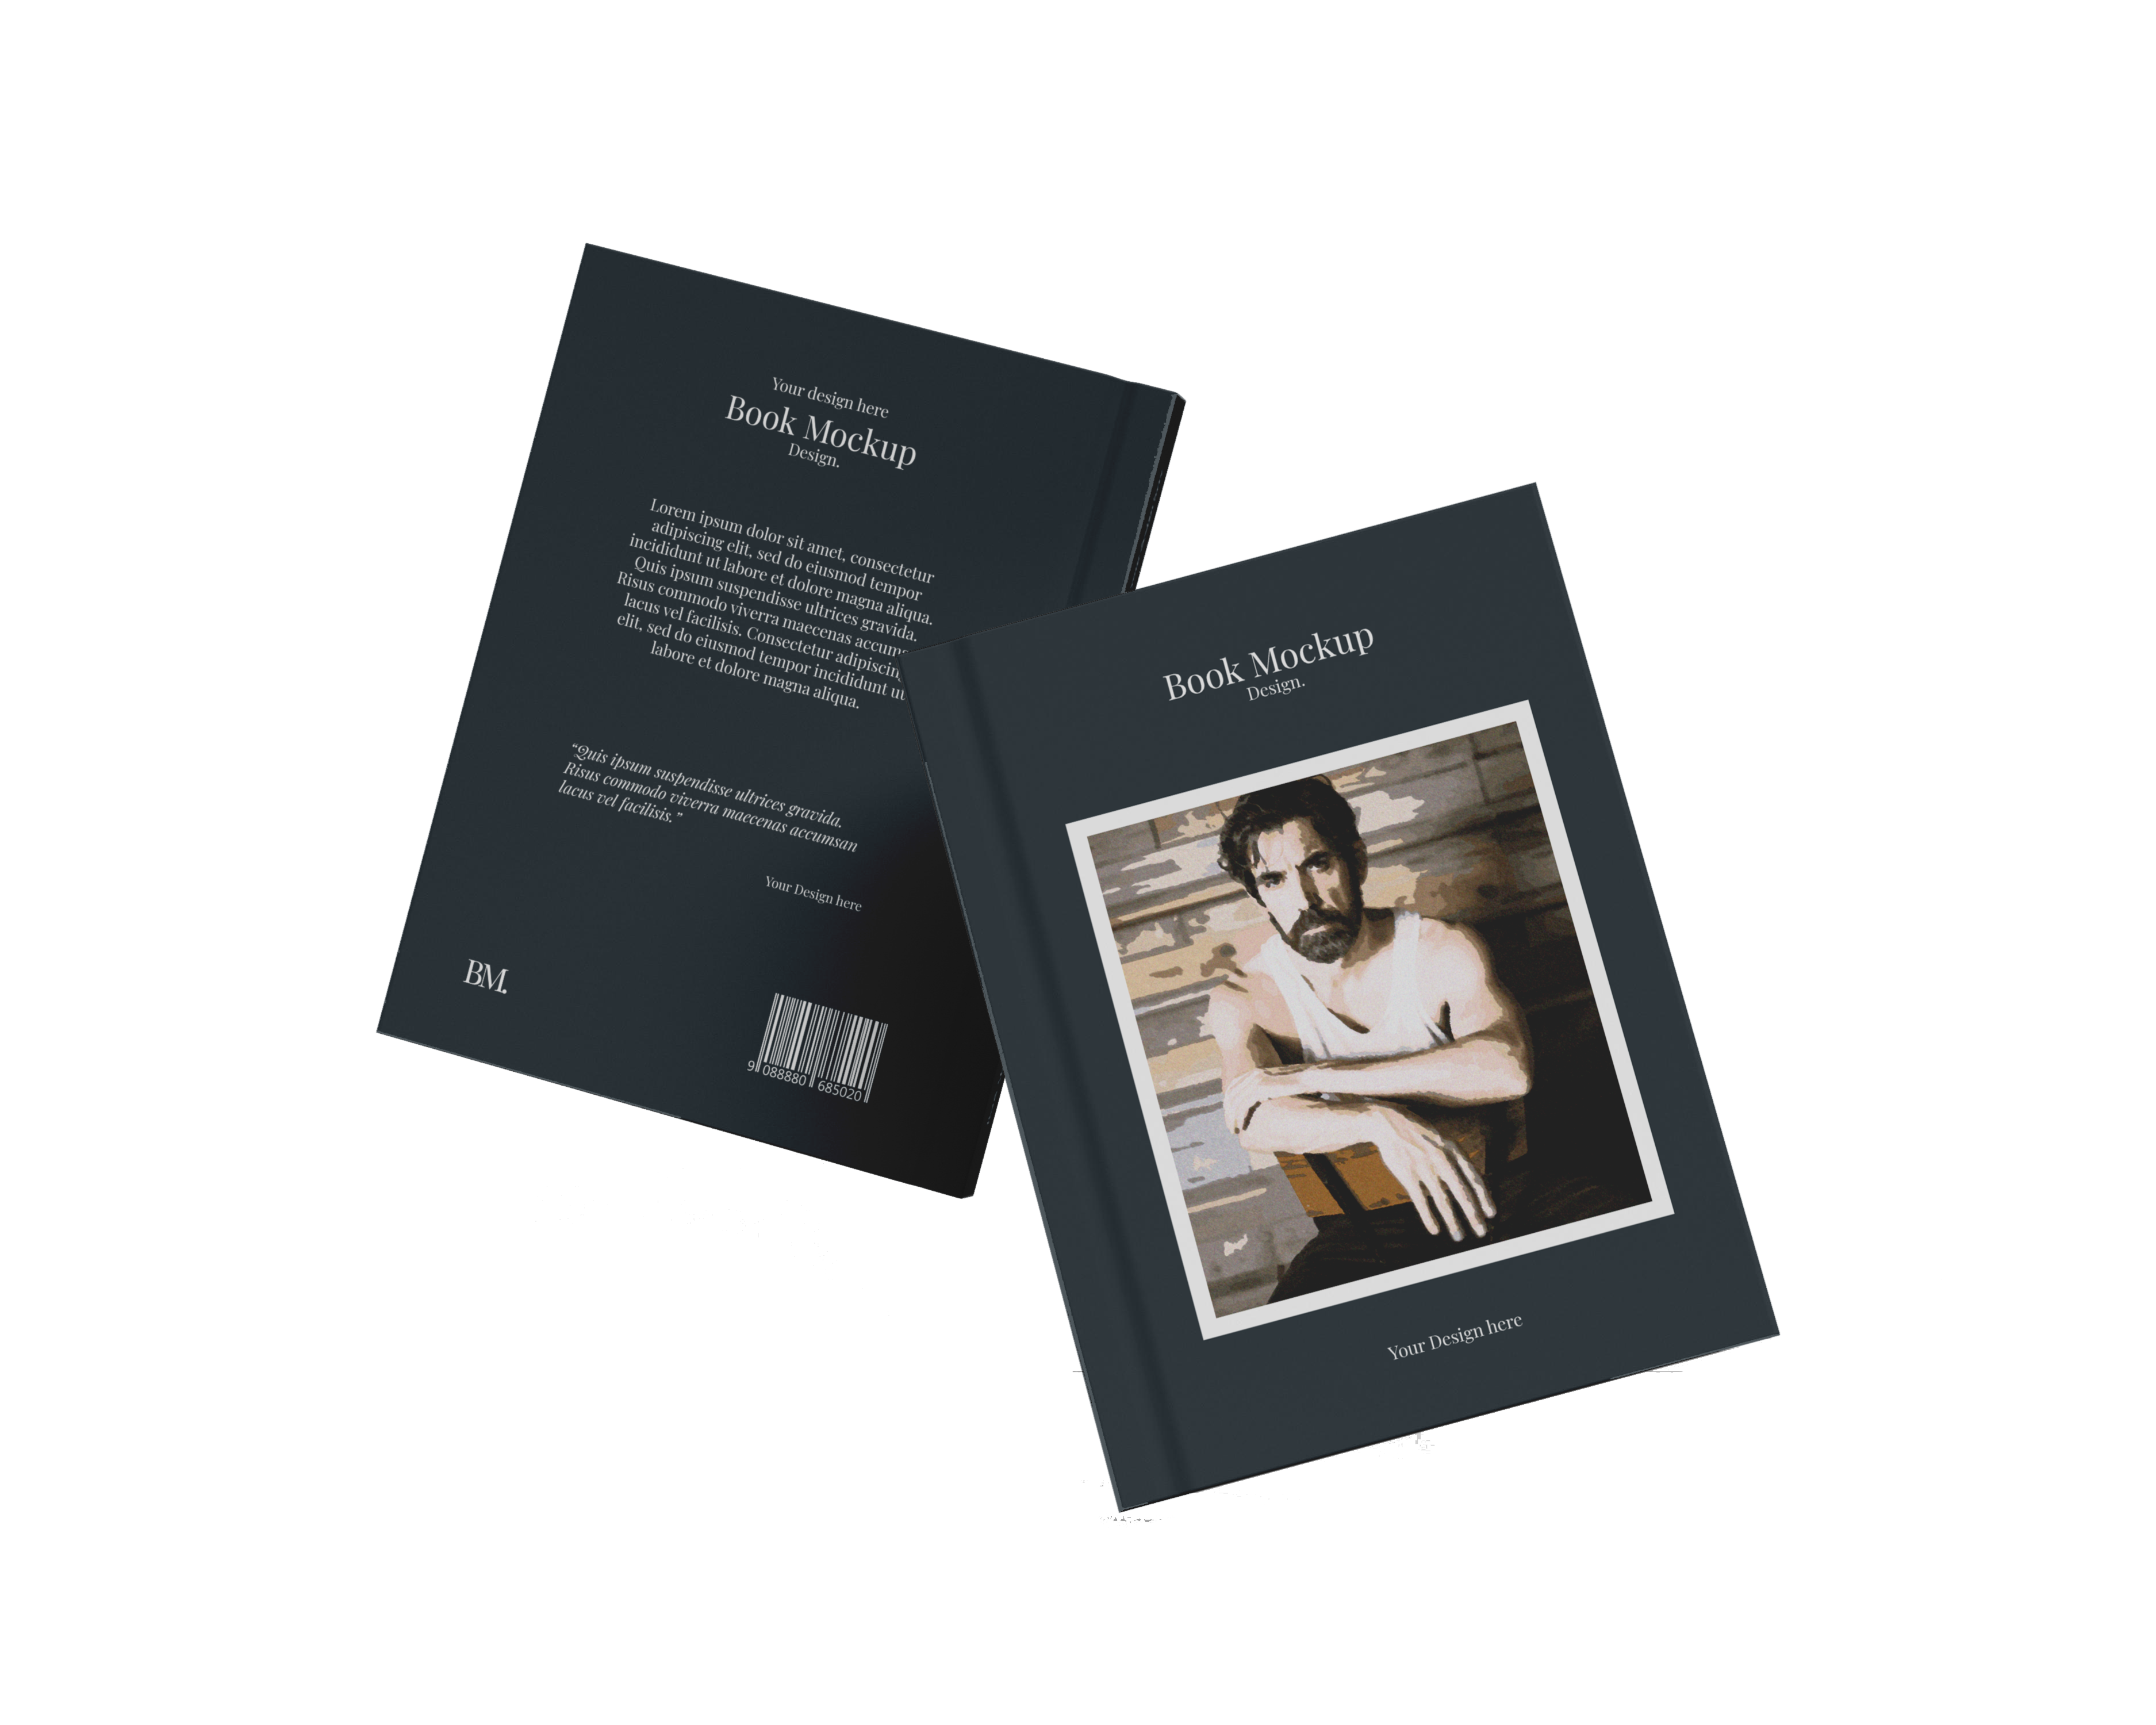 Your design here
Book Mockup
Design.
Lorem ipsum dolor sit amet, consectetur
adipiscing elit, sed do eiusmod tempor
incididunt ut labore et dolore magna aliqua.
Quis ipsum suspendisse ultrices gravida.
Risus commodo viverra maecenas accums
lacus vel facilisis. Consectetur adipiscin
elit, sed do eiusmod tempor incididunt ut
labore et dolore magna aliqua.
“Quis ipsum suspendisse ultrices gravida.
Risus commodo viverra maecenas accumsan
lacus vel facilisis.”
Your Design here
BM.
9 088880 685020
Book Mockup
Design.
Your Design here